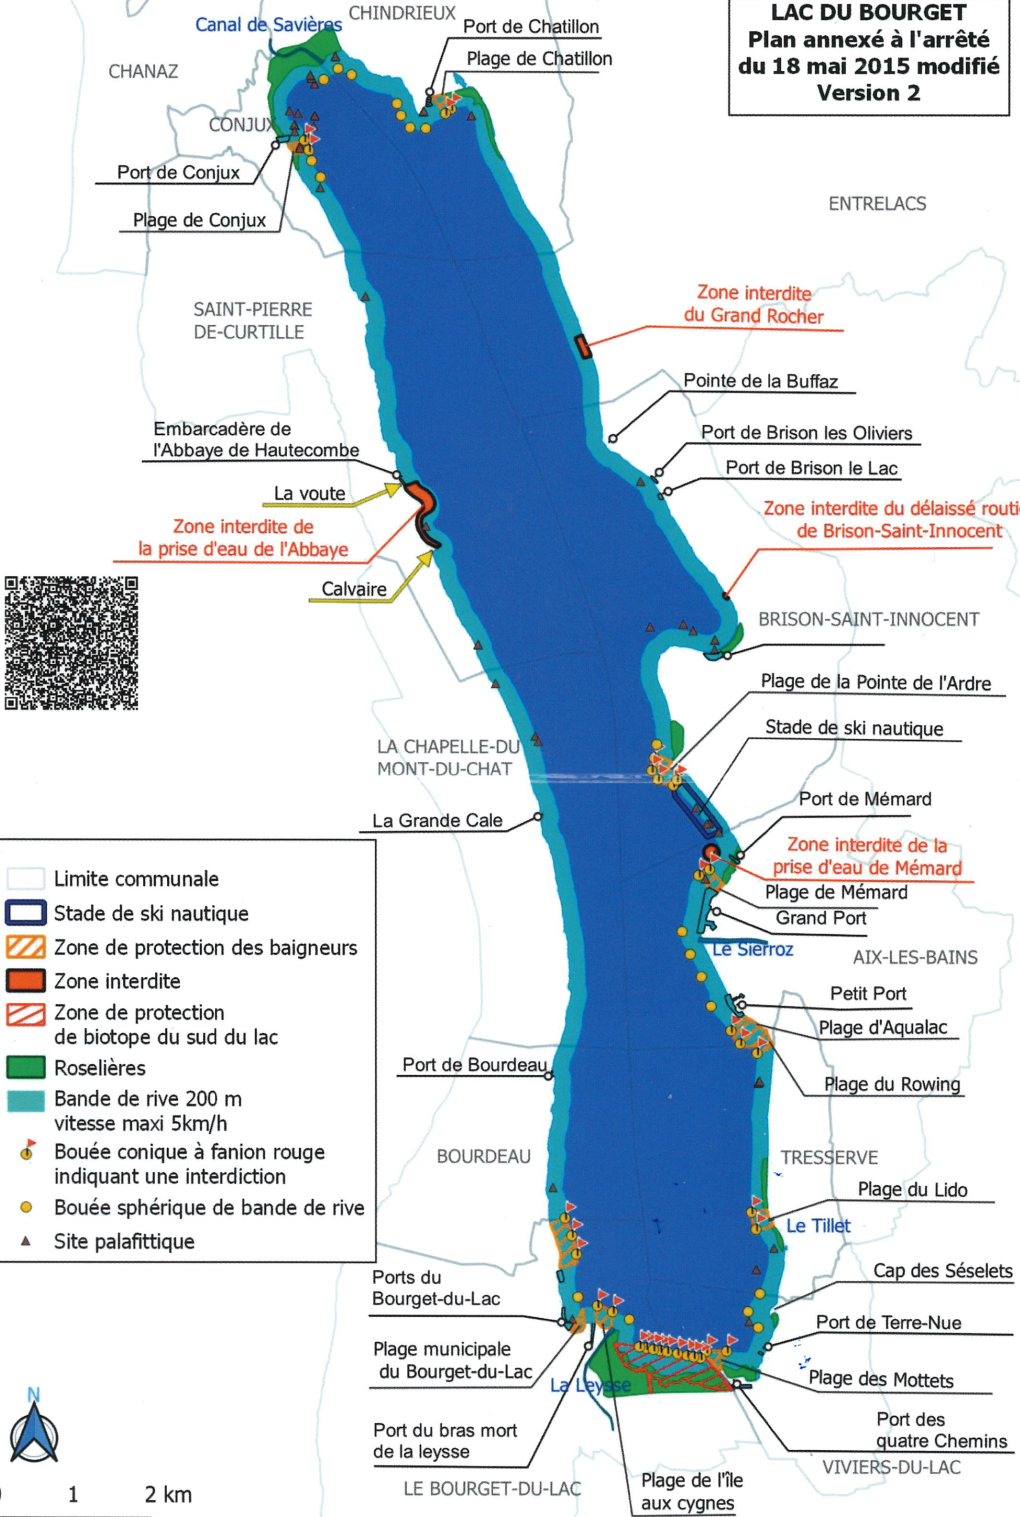 LAC DU BOURGET
Plan annexé à l'arrêté
du 18 mai 2015 modifié
Version 2
CHINDRIEUX
Canal de Savières
Port de Chatillon
Plage de Chatillon
CHANAZ
CONJUX
Port de Conjux
Plage de Conjux
ENTRELACS
SAINT-PIERRE
DE-CURTILLE
Zone interdite
du Grand Rocher
Pointe de la Buffaz
Embarcadère de
l'Abbaye de Hautecombe
Port de Brison les Oliviers
Port de Brison le Lac
La voute
Zone interdite de
la prise d'eau de l'Abbaye
Zone interdite du délaissé routi
de Brison-Saint-Innocent
Calvaire
BRISON-SAINT-INNOCENT
Plage de la Pointe de l'Ardre
Stade de ski nautique
LA CHAPELLE-DU
MONT-DU-CHAT
Port de Mémard
La Grande Cale
Zone interdite de la
prise d'eau de Mémard
Plage de Mémard
Grand Port
Le Sierroz
AIX-LES-BAINS
Petit Port
Plage d'Aqualac
Port de Bourdeau
Plage du Rowing
BOURDEAU
TRESSERVE
Plage du Lido
Le Tillet
Cap des Séselets
Ports du
Bourget-du-Lac
Port de Terre-Nue
Plage municipale
du Bourget-du-Lac
La Leysse
Plage des Mottets
Port du bras mort
de la leysse
Port des
quatre Chemins
VIVIERS-DU-LAC
LE BOURGET-DU-LAC
Plage de l'île
aux cygnes
Limite communale
Stade de ski nautique
Zone de protection des baigneurs
Zone interdite
Zone de protection
de biotope du sud du lac
Roselières
Bande de rive 200 m
vitesse maxi 5km/h
Bouée conique à fanion rouge
indiquant une interdiction
Bouée sphérique de bande de rive
Site palafittique
N
0 1 2 km